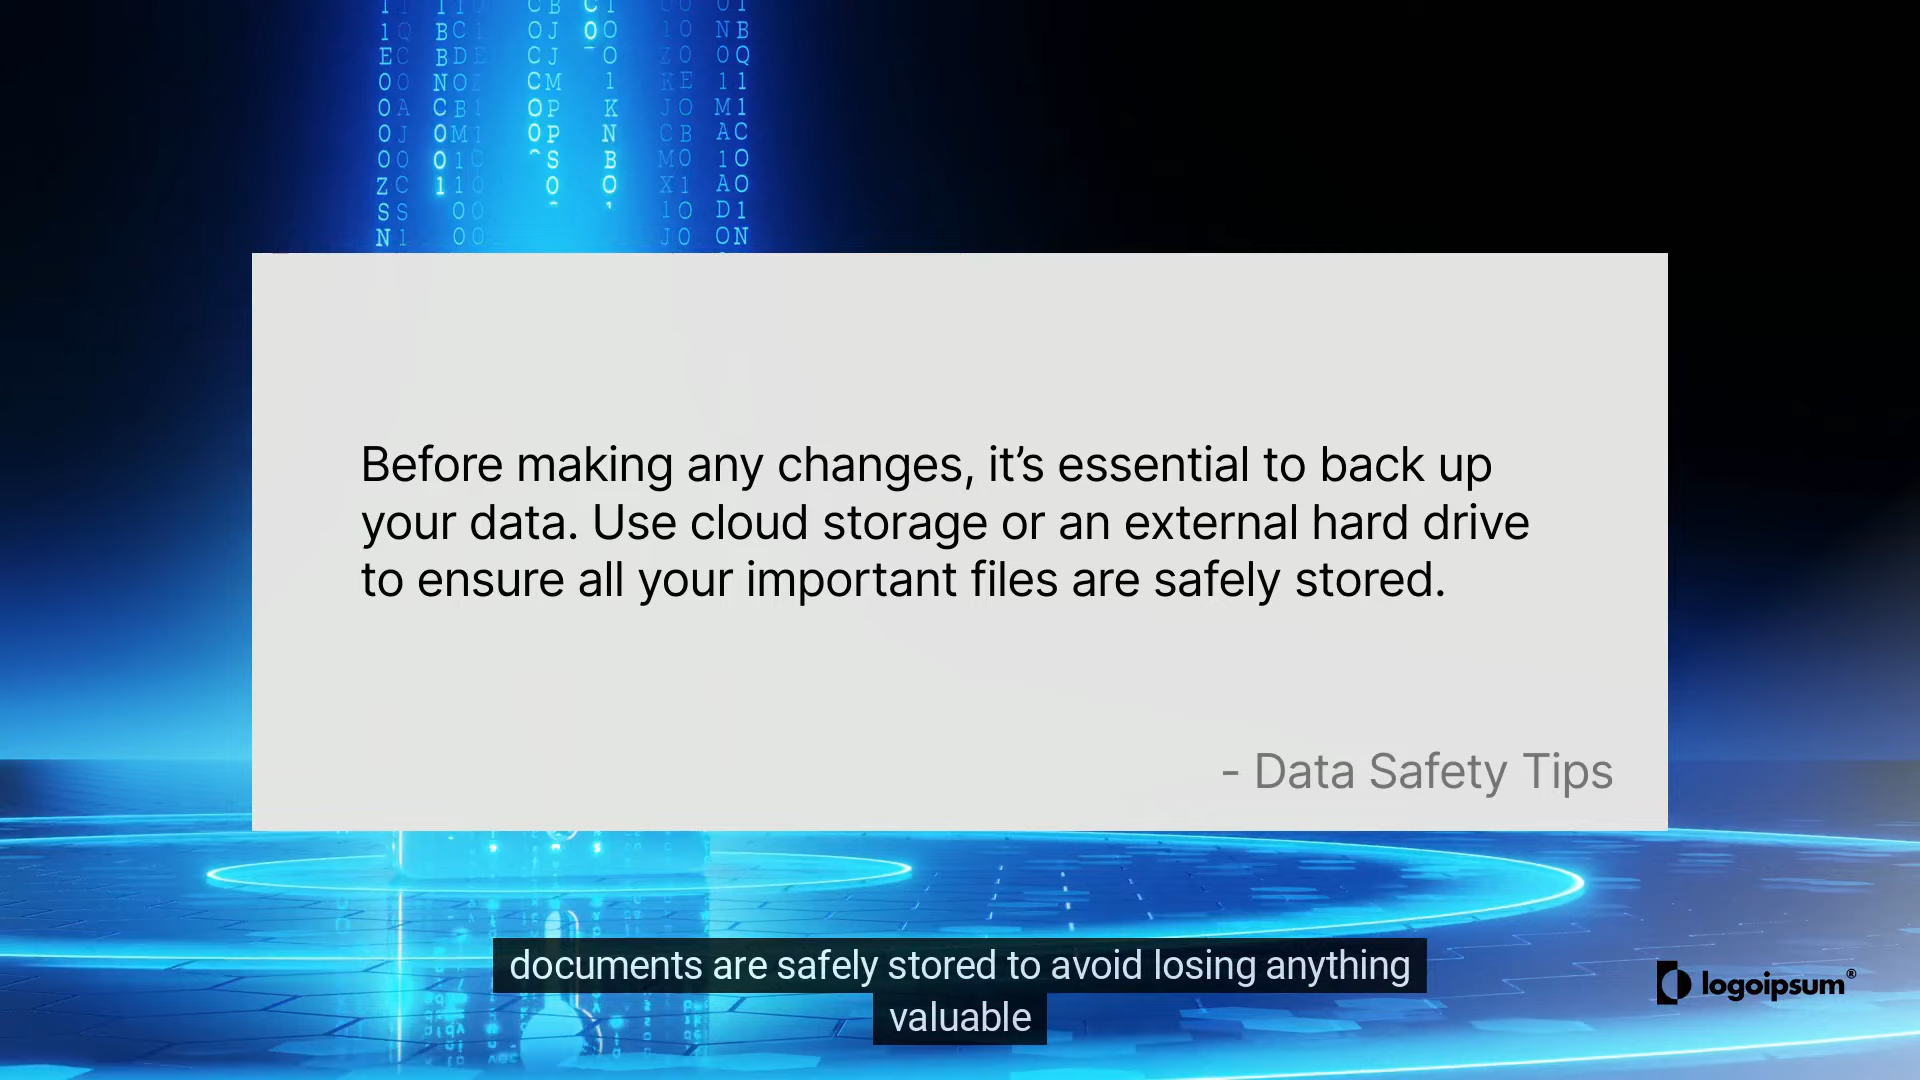 Before making any changes, it’s essential to back up
your data. Use cloud storage or an external hard drive
to ensure all your important files are safely stored.
- Data Safety Tips
documents are safely stored to avoid losing anything
valuable
logoipsum®